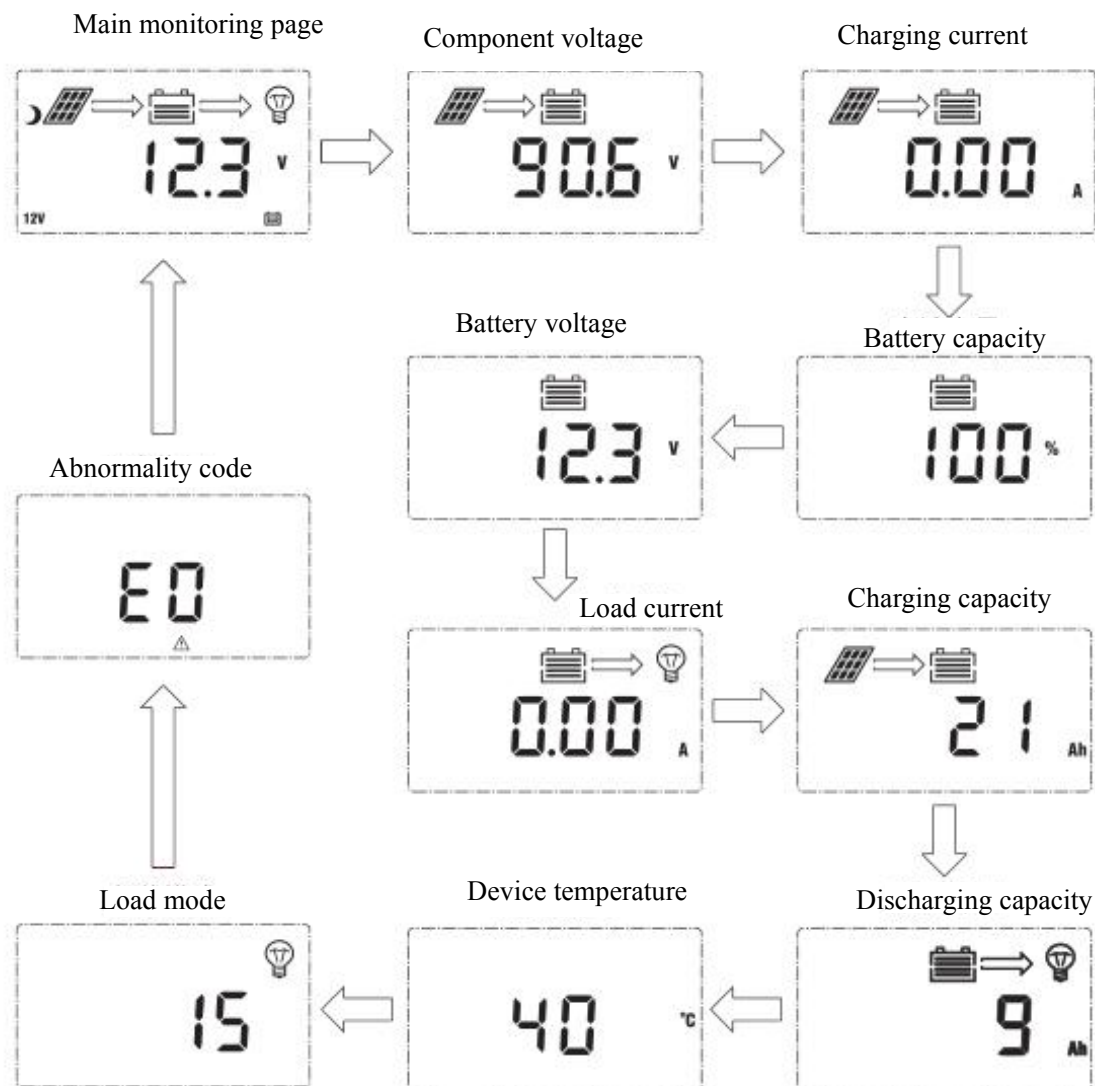 Main monitoring page
Component voltage
Charging current
12.3 V
12V
90.6 V
0.00 A
Battery voltage
Battery capacity
12.3 V
100 %
Abnormality code
E0
Load current
Charging capacity
0.00 A
21 Ah
Load mode
Device temperature
Discharging capacity
15
40 °C
9 Ah